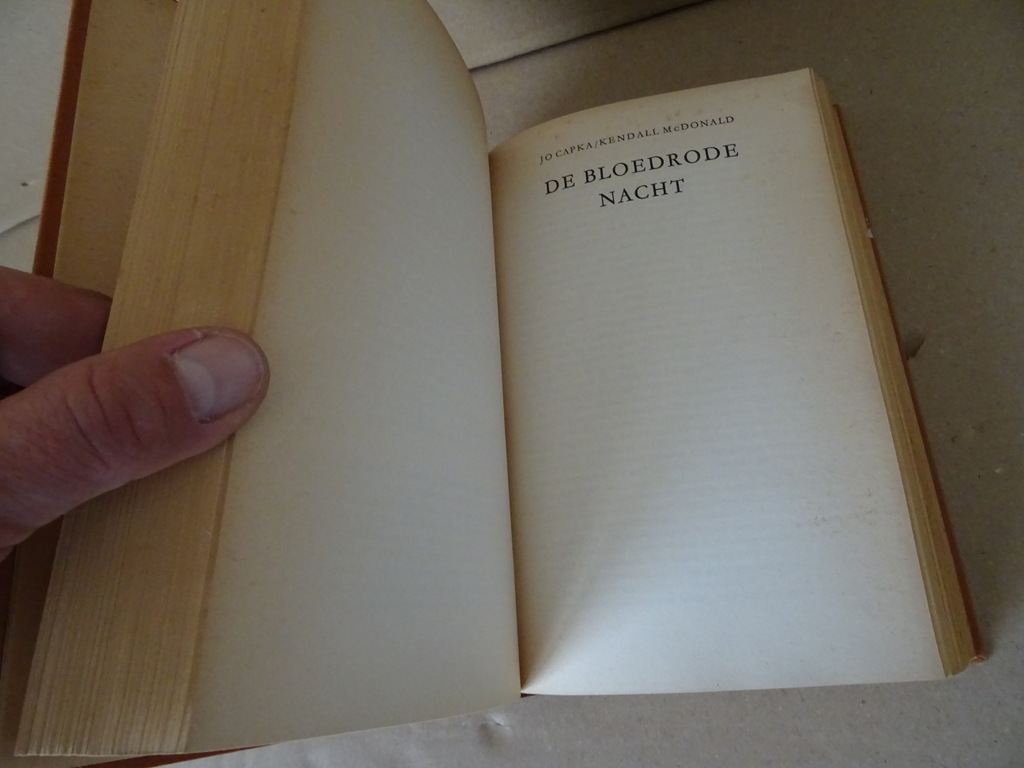 JO CAPKA/KENDALL McDONALD
DE BLOEDRODE
NACHT